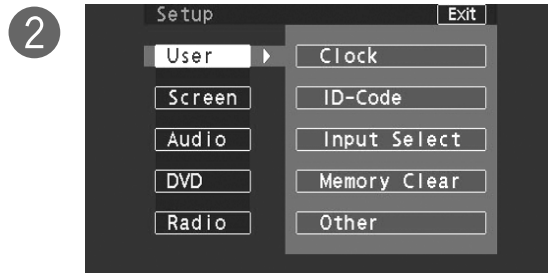 2
Setup Exit
User Clock
Screen ID-Code
Audio Input Select
DVD Memory Clear
Radio Other